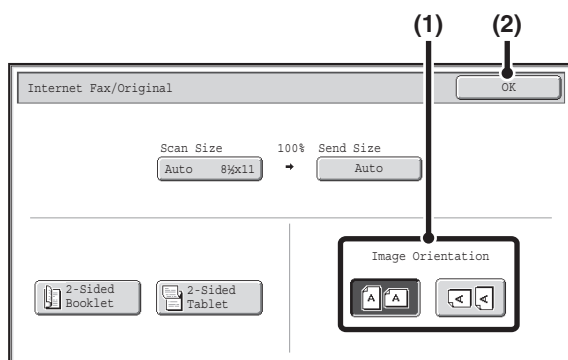 (1) (2)
Internet Fax/Original OK
Scan Size 100% Send Size
Auto 8½x11 Auto
Image Orientation
2-Sided Booklet
2-Sided Tablet
A A A A